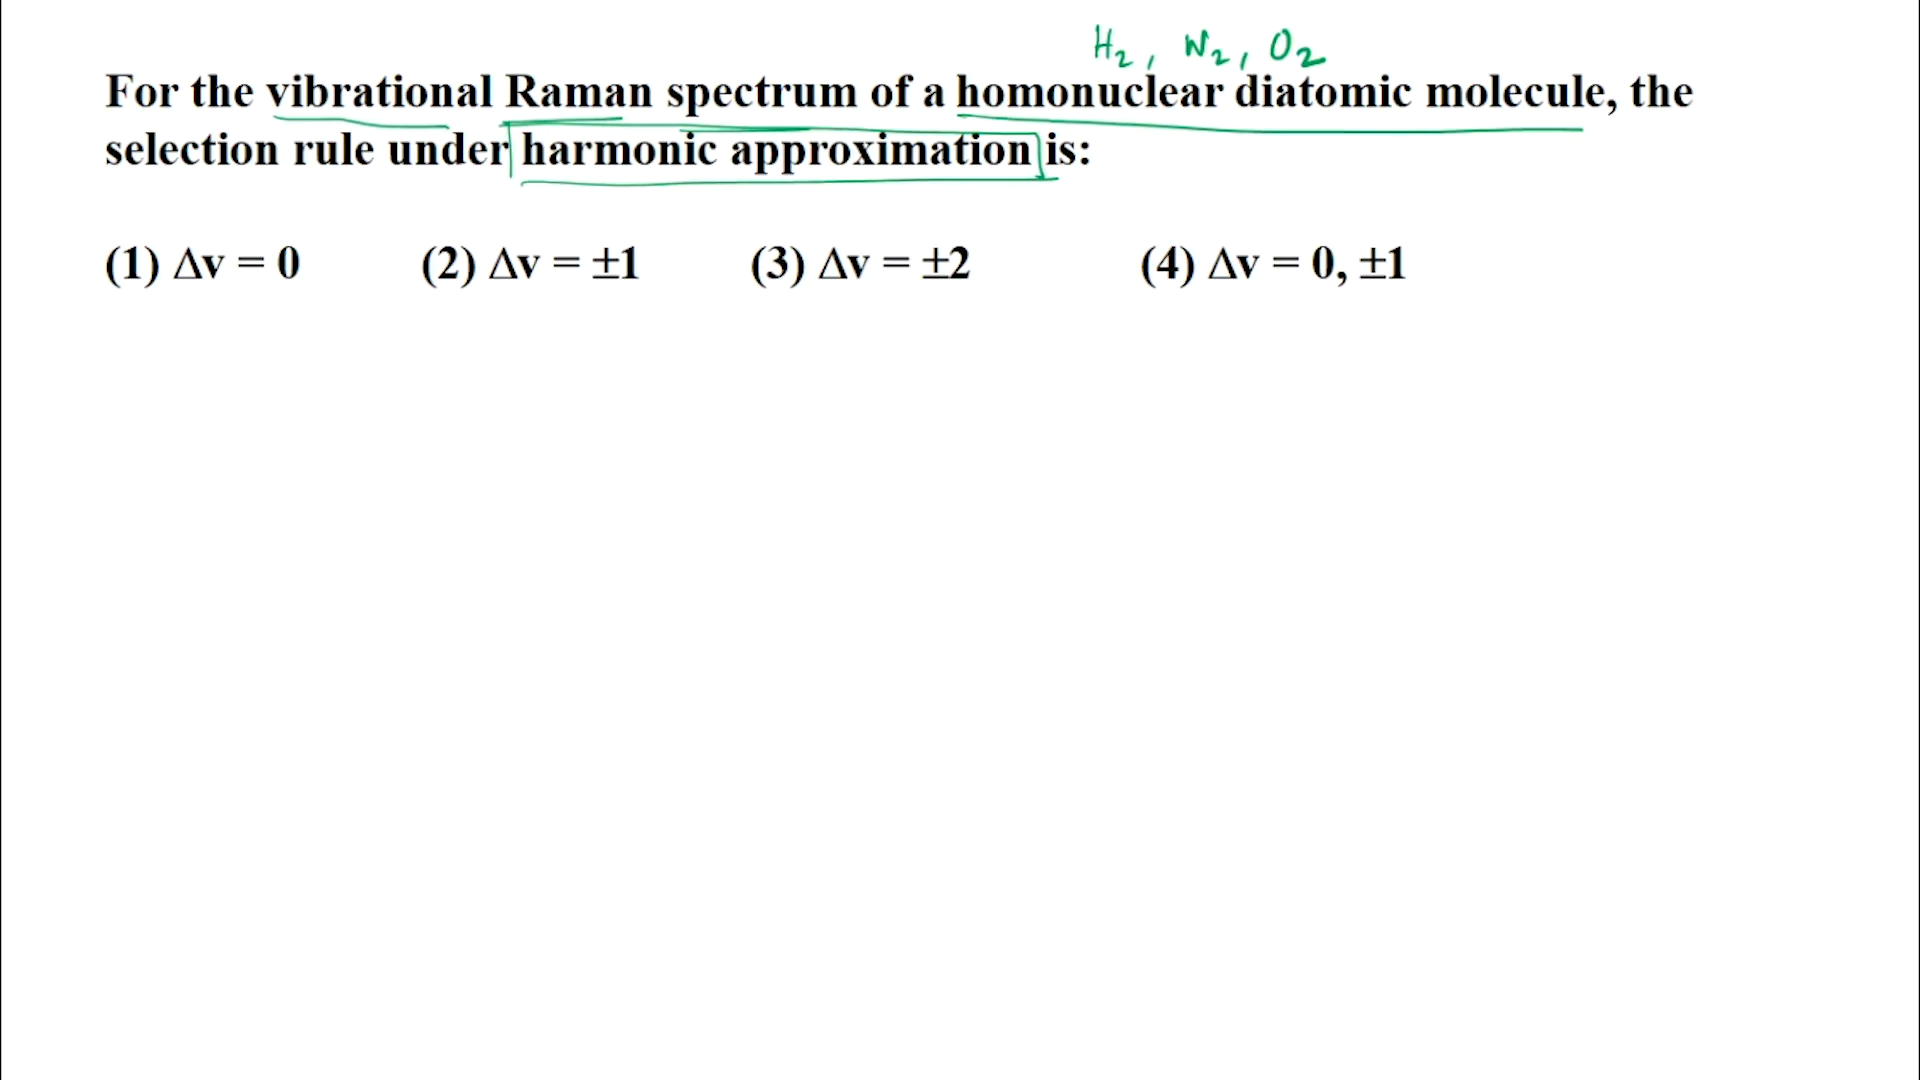 H₂, N₂, O₂
For the vibrational Raman spectrum of a homonuclear diatomic molecule, the
selection rule under harmonic approximation is:
(1) Δv = 0 (2) Δv = ±1 (3) Δv = ±2 (4) Δv = 0, ±1